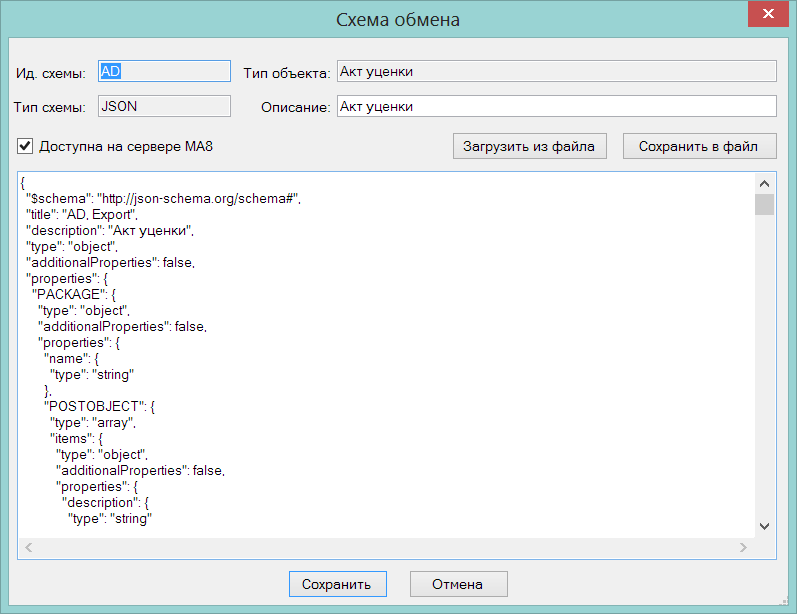 Схема обмена
Ид. схемы: AD Тип объекта: Акт уценки
Тип схемы: JSON Описание: Акт уценки
Доступна на сервере MA8 Загрузить из файла Сохранить в файл
{
"$schema": "http://json-schema.org/schema#",
"title": "AD, Export",
"description": "Акт уценки",
"type": "object",
"additionalProperties": false,
"properties": {
"PACKAGE": {
"type": "object",
"additionalProperties": false,
"properties": {
"name": {
"type": "string"
},
"POSTOBJECT": {
"type": "array",
"items": {
"type": "object",
"additionalProperties": false,
"properties": {
"description": {
"type": "string"
Сохранить Отмена